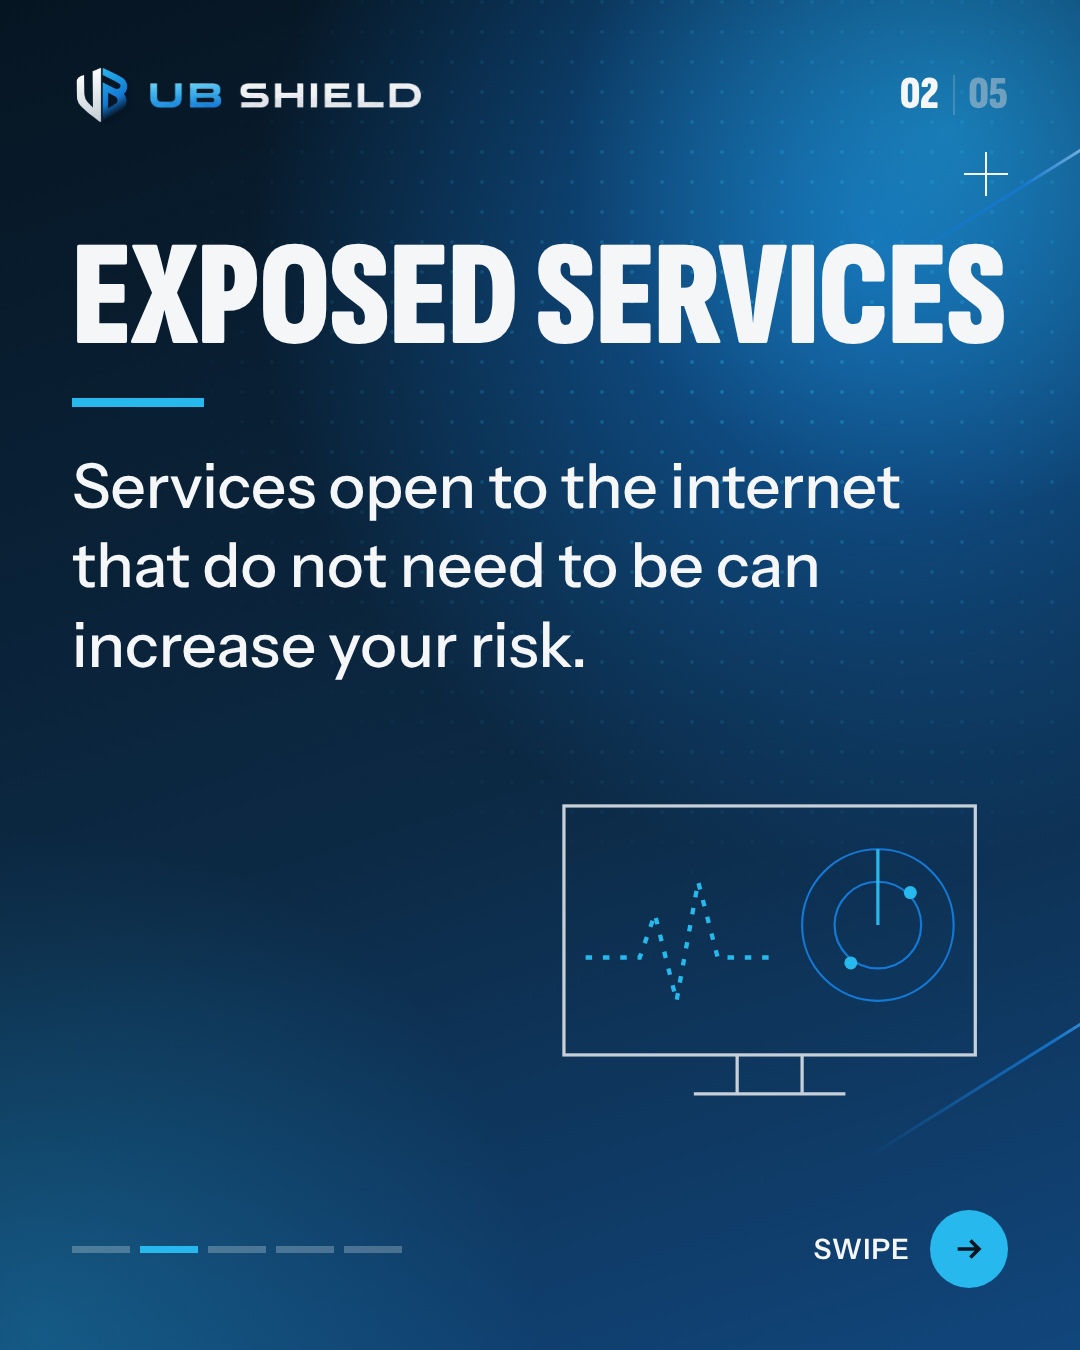 UB SHIELD
02 | 05
EXPOSED SERVICES
Services open to the internet
that do not need to be can
increase your risk.
SWIPE